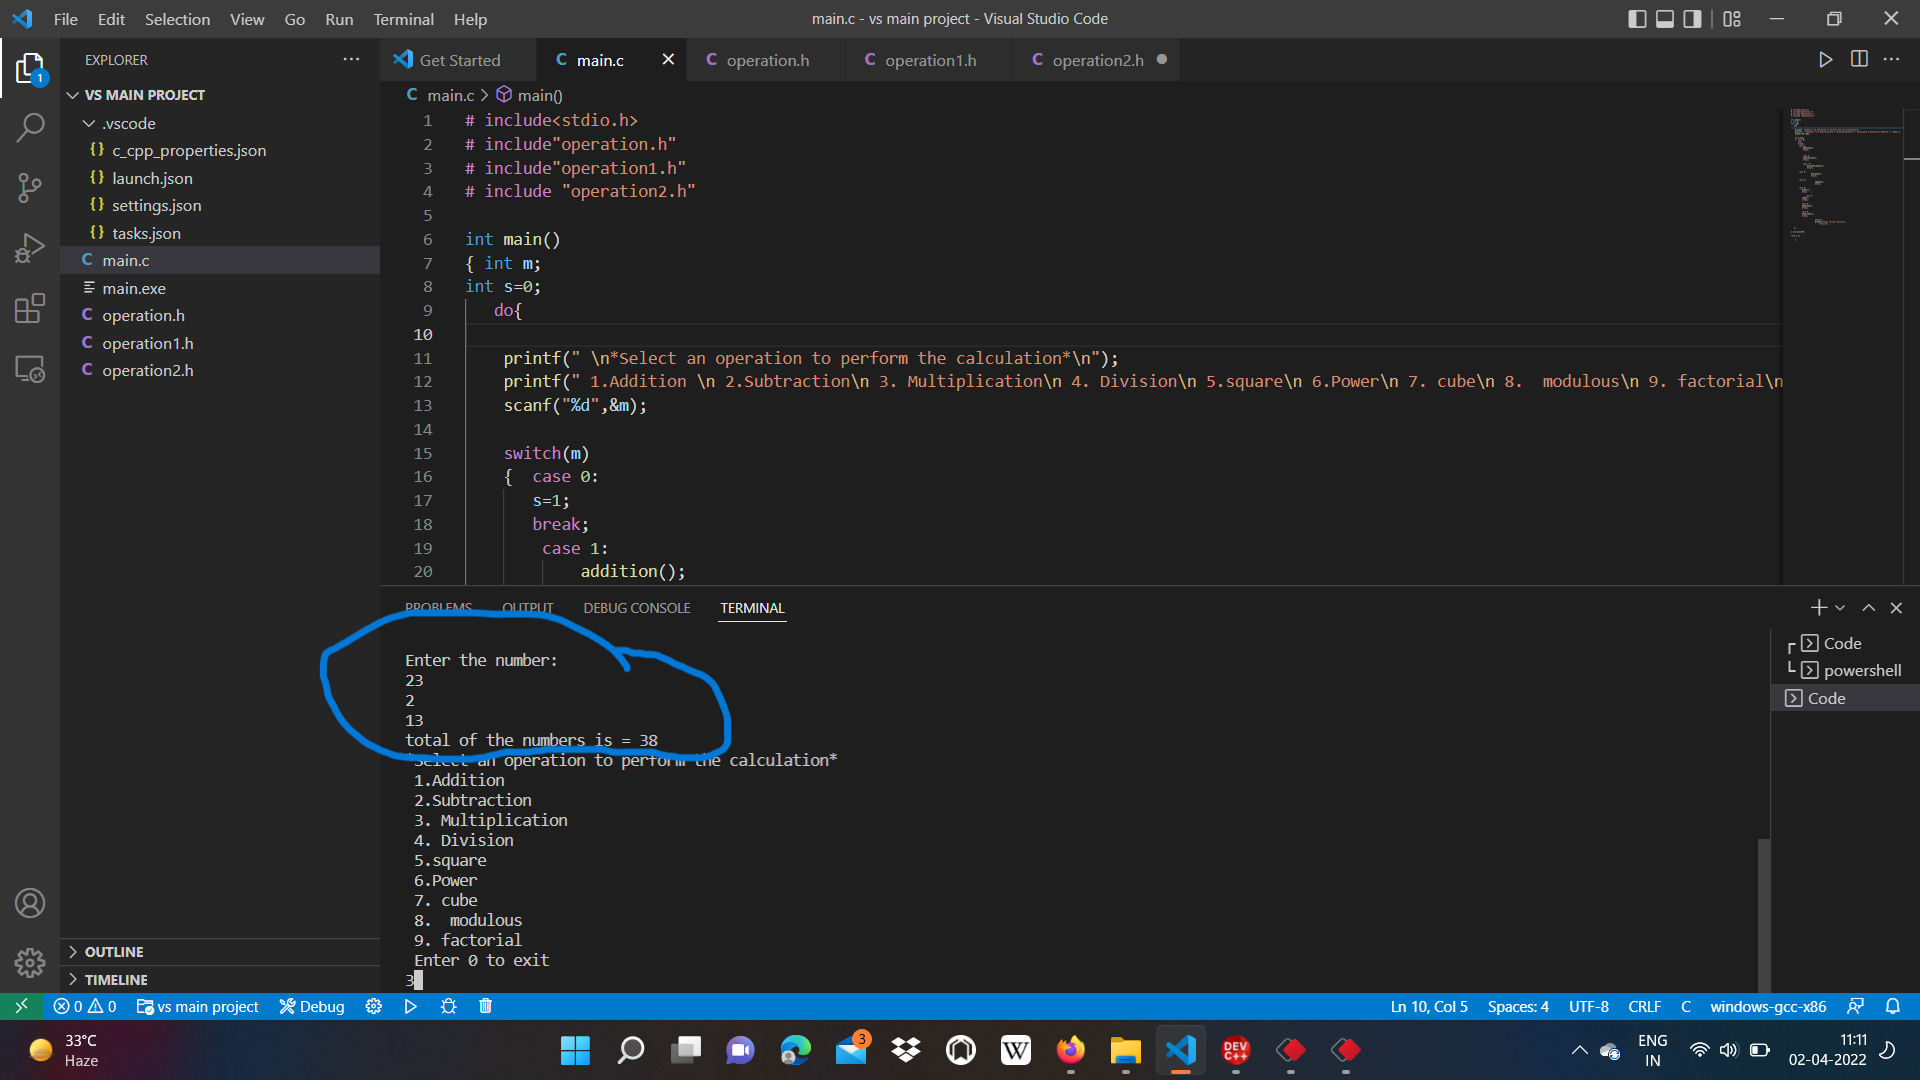 File Edit Selection View Go Run Terminal Help
main.c - vs main project - Visual Studio Code
EXPLORER
VS MAIN PROJECT
.vscode
{} c_cpp_properties.json
{} launch.json
{} settings.json
{} tasks.json
C main.c
main.exe
C operation.h
C operation1.h
C operation2.h
OUTLINE
TIMELINE
1
Get Started
C main.c
C operation.h
C operation1.h
C operation2.h
C main.c > main()
1 # include<stdio.h>
2 # include"operation.h"
3 # include"operation1.h"
4 # include "operation2.h"
5
6 int main()
7 { int m;
8 int s=0;
9 do{
10
11 printf(" \n*Select an operation to perform the calculation*\n");
12 printf(" 1.Addition \n 2.Subtraction\n 3. Multiplication\n 4. Division\n 5.square\n 6.Power\n 7. cube\n 8.  modulous\n 9. factorial\n
13 scanf("%d",&m);
14
15 switch(m)
16 {  case 0:
17 s=1;
18 break;
19 case 1:
20 addition();
PROBLEMS OUTPUT DEBUG CONSOLE TERMINAL
Enter the number:
23
2
13
total of the numbers is = 38
*Select an operation to perform the calculation*
1.Addition
2.Subtraction
3. Multiplication
4. Division
5.square
6.Power
7. cube
8.  modulous
9. factorial
Enter 0 to exit
3
Code
powershell
Code
0 0 vs main project Debug
Ln 10, Col 5 Spaces: 4 UTF-8 CRLF C windows-gcc-x86
33°C
Haze
3
W
DEV
C++
ENG
IN
11:11
02-04-2022